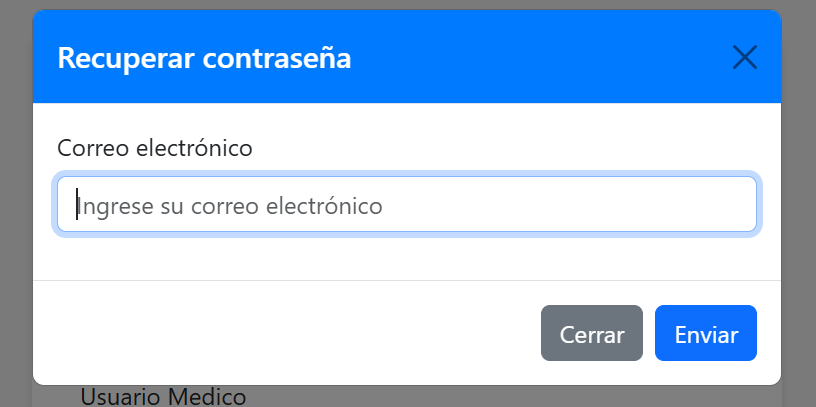 Recuperar contraseña
Correo electrónico
Ingrese su correo electrónico
Cerrar
Enviar
Usuario Medico